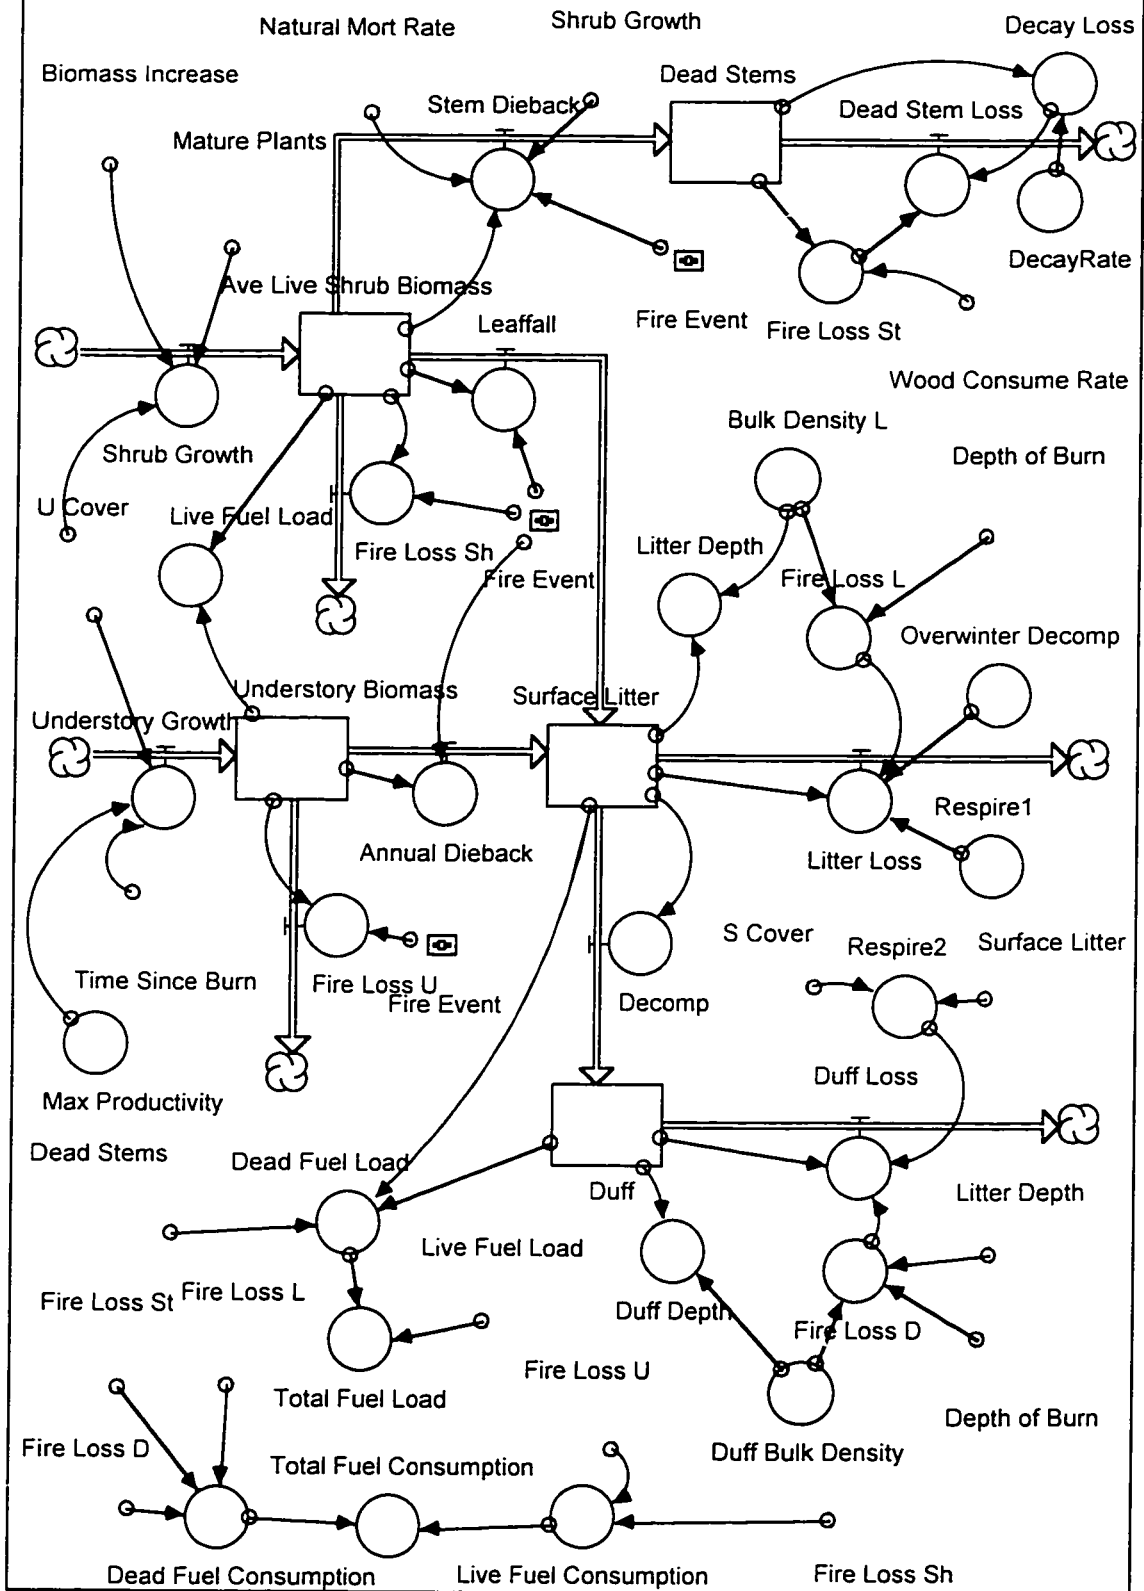 Shrub Growth
Natural Mort Rate
Decay Loss
Biomass Increase
Dead Stems
Stem Dieback
Dead Stem Loss
Mature Plants
DecayRate
Ave Live Shrub Biomass
Leaffall
Fire Event
Fire Loss St
Wood Consume Rate
Bulk Density L
Shrub Growth
Depth of Burn
U Cover
Live Fuel Load
Fire Loss Sh
Litter Depth
Fire Event
Fire Loss L
Overwinter Decomp
Understory Biomass
Surface Litter
Understory Growth
Respire1
Annual Dieback
Litter Loss
S Cover
Respire2
Surface Litter
Time Since Burn
Fire Loss U
Fire Event
Decomp
Duff Loss
Max Productivity
Dead Stems
Dead Fuel Load
Duff
Litter Depth
Live Fuel Load
Fire Loss St
Fire Loss L
Duff Depth
Fire Loss D
Fire Loss U
Total Fuel Load
Depth of Burn
Fire Loss D
Duff Bulk Density
Total Fuel Consumption
Dead Fuel Consumption
Live Fuel Consumption
Fire Loss Sh